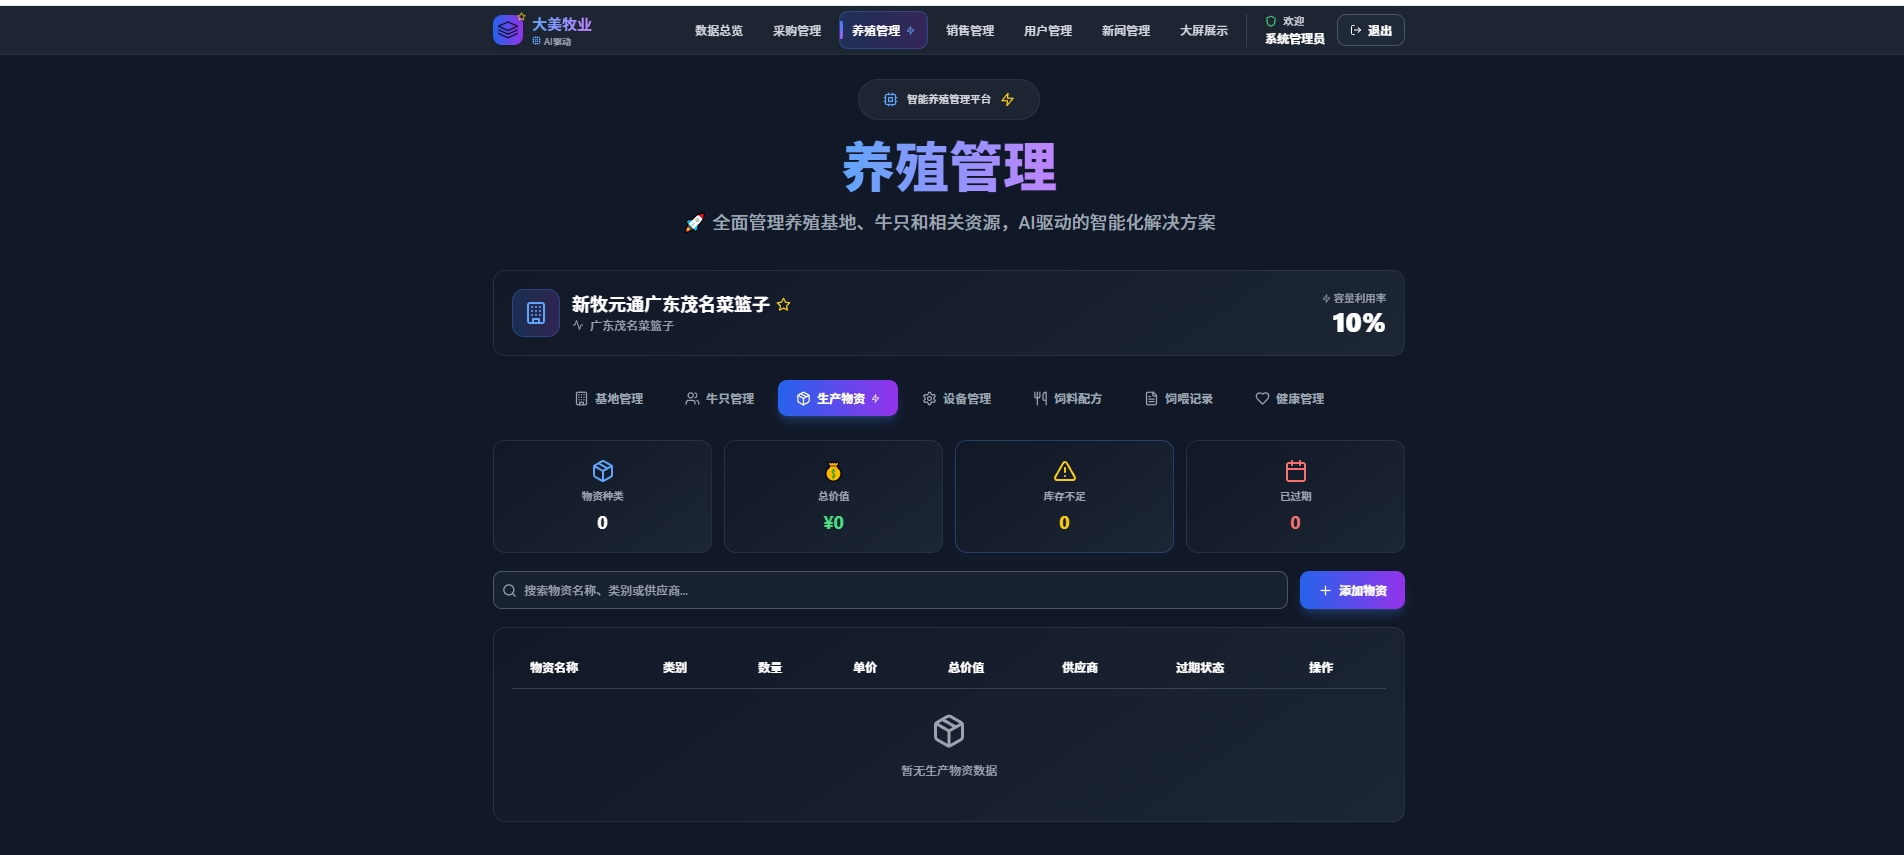 大美牧业
AI驱动
数据总览 采购管理 养殖管理 销售管理 用户管理 新闻管理 大屏展示
欢迎
系统管理员
退出
智能养殖管理平台
养殖管理
🚀 全面管理养殖基地、牛只和相关资源，AI驱动的智能化解决方案
新牧元通广东茂名菜篮子
广东茂名菜篮子
容量利用率
10%
基地管理 牛只管理 生产物资 设备管理 饲料配方 饲喂记录 健康管理
物资种类 总价值 库存不足 已过期
0 ¥0 0 0
搜索物资名称、类别或供应商...
添加物资
物资名称 类别 数量 单价 总价值 供应商 过期状态 操作
暂无生产物资数据